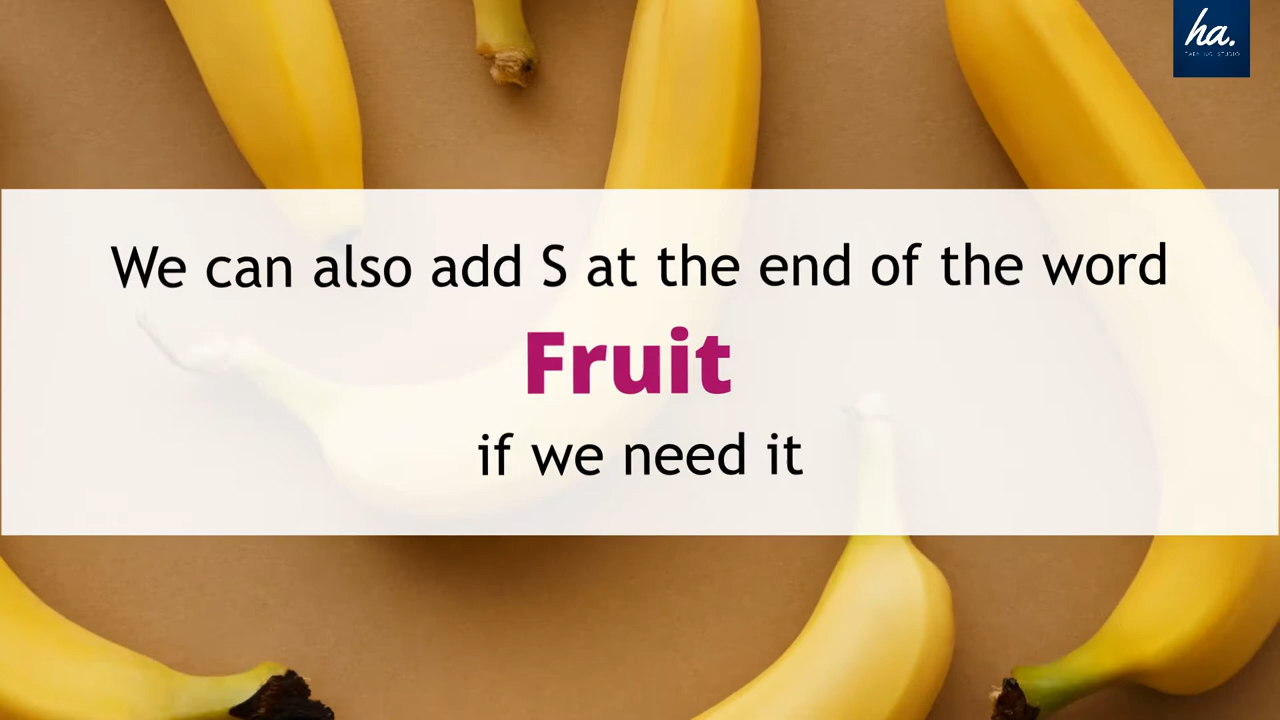 ha.
We can also add S at the end of the word
Fruit
if we need it